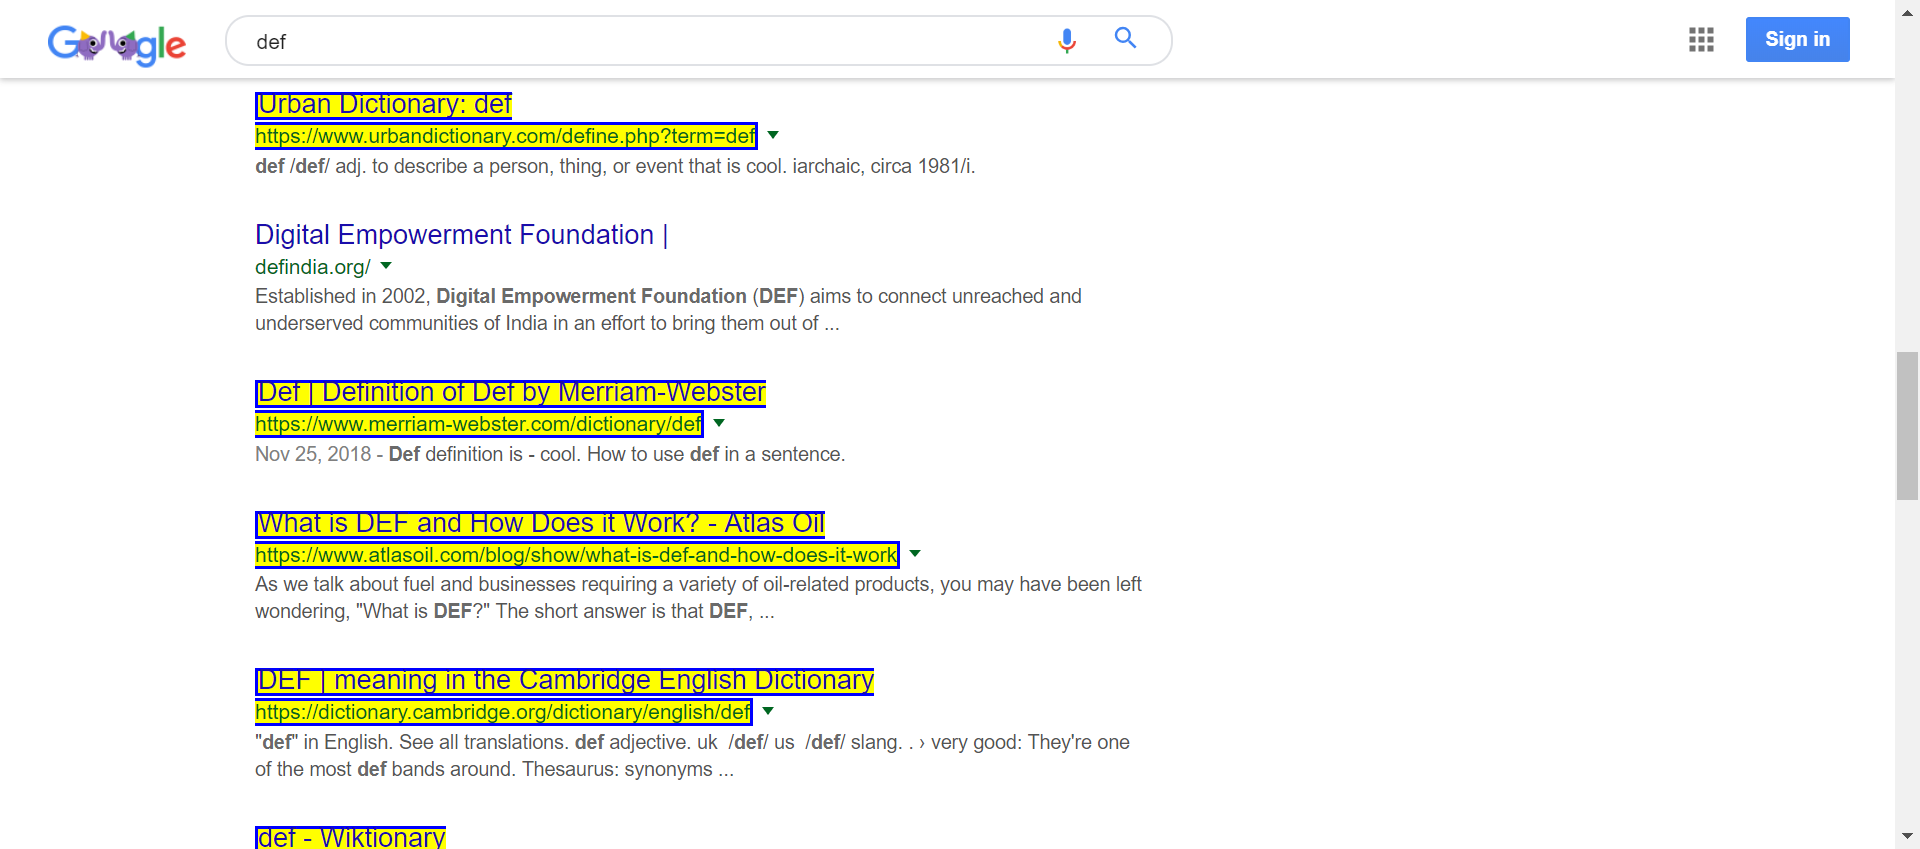 Google
def
Sign in
Urban Dictionary: def
https://www.urbandictionary.com/define.php?term=def
def /def/ adj. to describe a person, thing, or event that is cool. iarchaic, circa 1981/i.
Digital Empowerment Foundation |
defindia.org/
Established in 2002, Digital Empowerment Foundation (DEF) aims to connect unreached and
underserved communities of India in an effort to bring them out of ...
Def | Definition of Def by Merriam-Webster
https://www.merriam-webster.com/dictionary/def
Nov 25, 2018 - Def definition is - cool. How to use def in a sentence.
What is DEF and How Does it Work? - Atlas Oil
https://www.atlasoil.com/blog/show/what-is-def-and-how-does-it-work
As we talk about fuel and businesses requiring a variety of oil-related products, you may have been left
wondering, "What is DEF?" The short answer is that DEF, ...
DEF | meaning in the Cambridge English Dictionary
https://dictionary.cambridge.org/dictionary/english/def
"def" in English. See all translations. def adjective. uk /def/ us /def/ slang. . › very good: They're one
of the most def bands around. Thesaurus: synonyms ...
def - Wiktionary